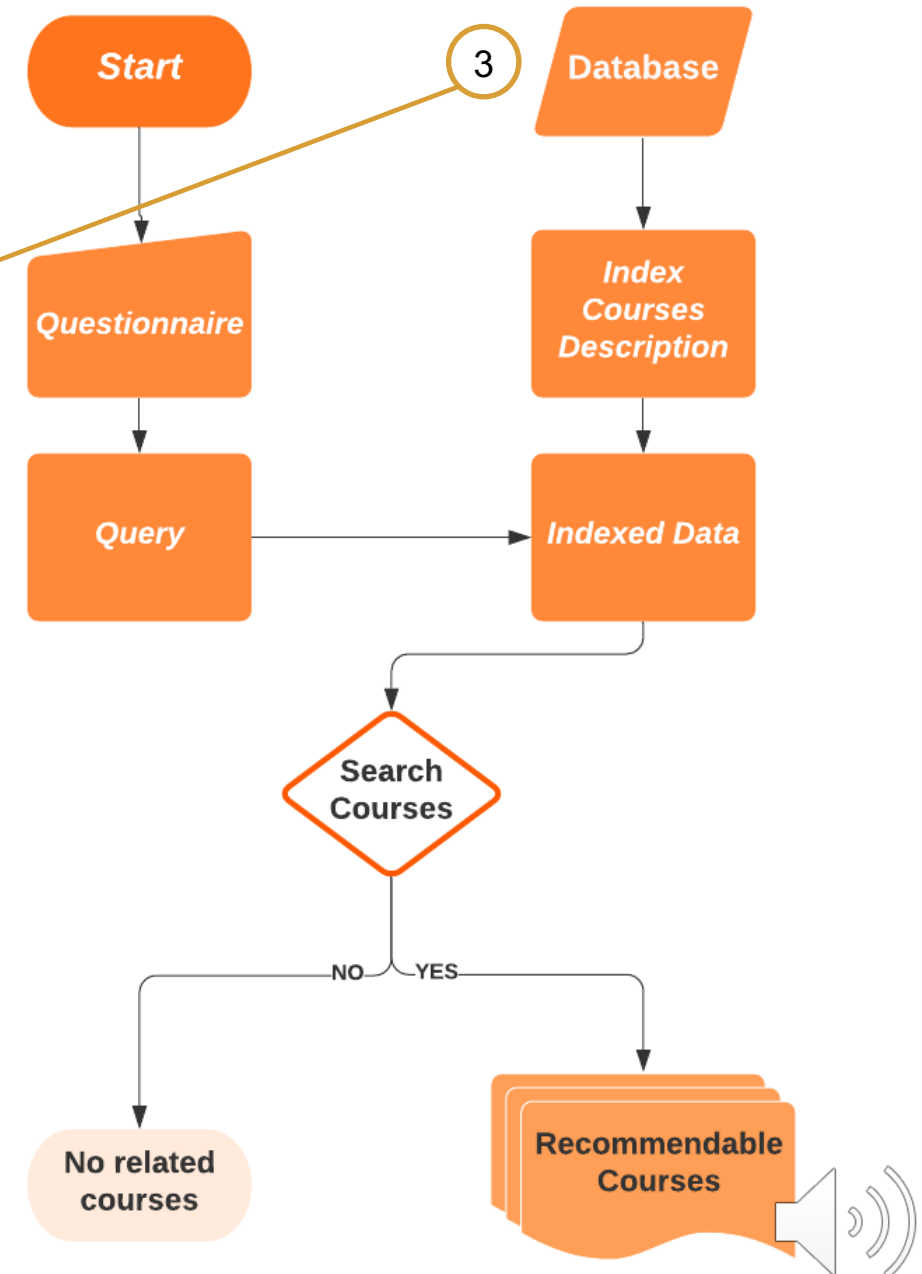 Start
3
Database
Questionnaire
Index
Courses
Description
Query
Indexed Data
Search
Courses
NO
YES
No related
courses
Recommendable
Courses